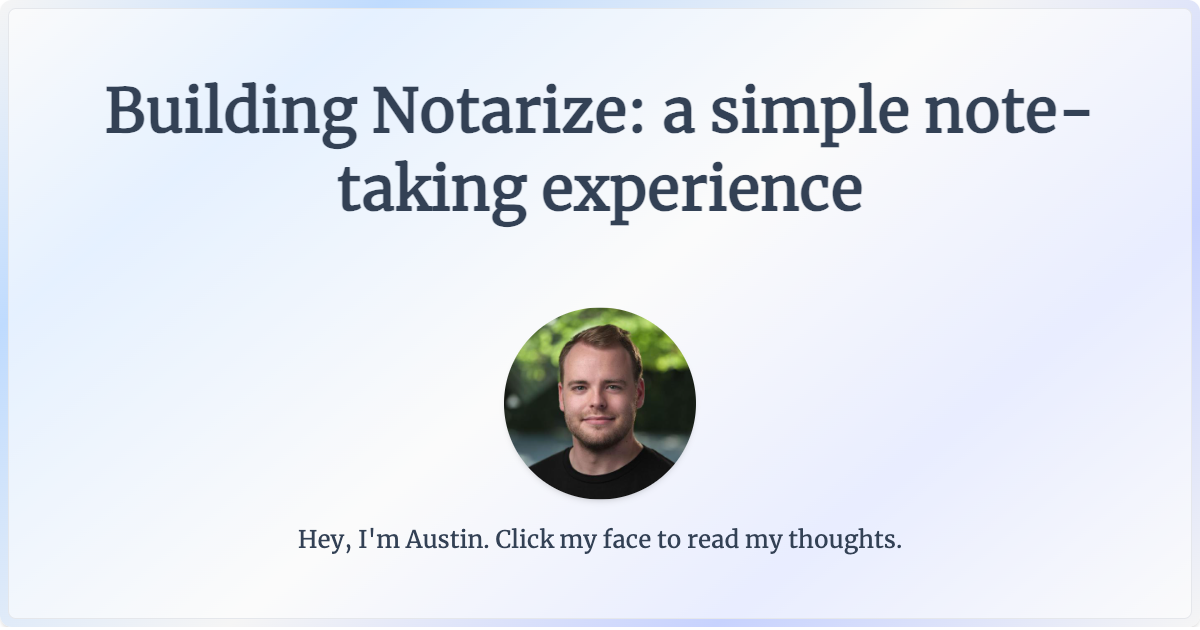 Building Notarize: a simple note-
taking experience
Hey, I'm Austin. Click my face to read my thoughts.